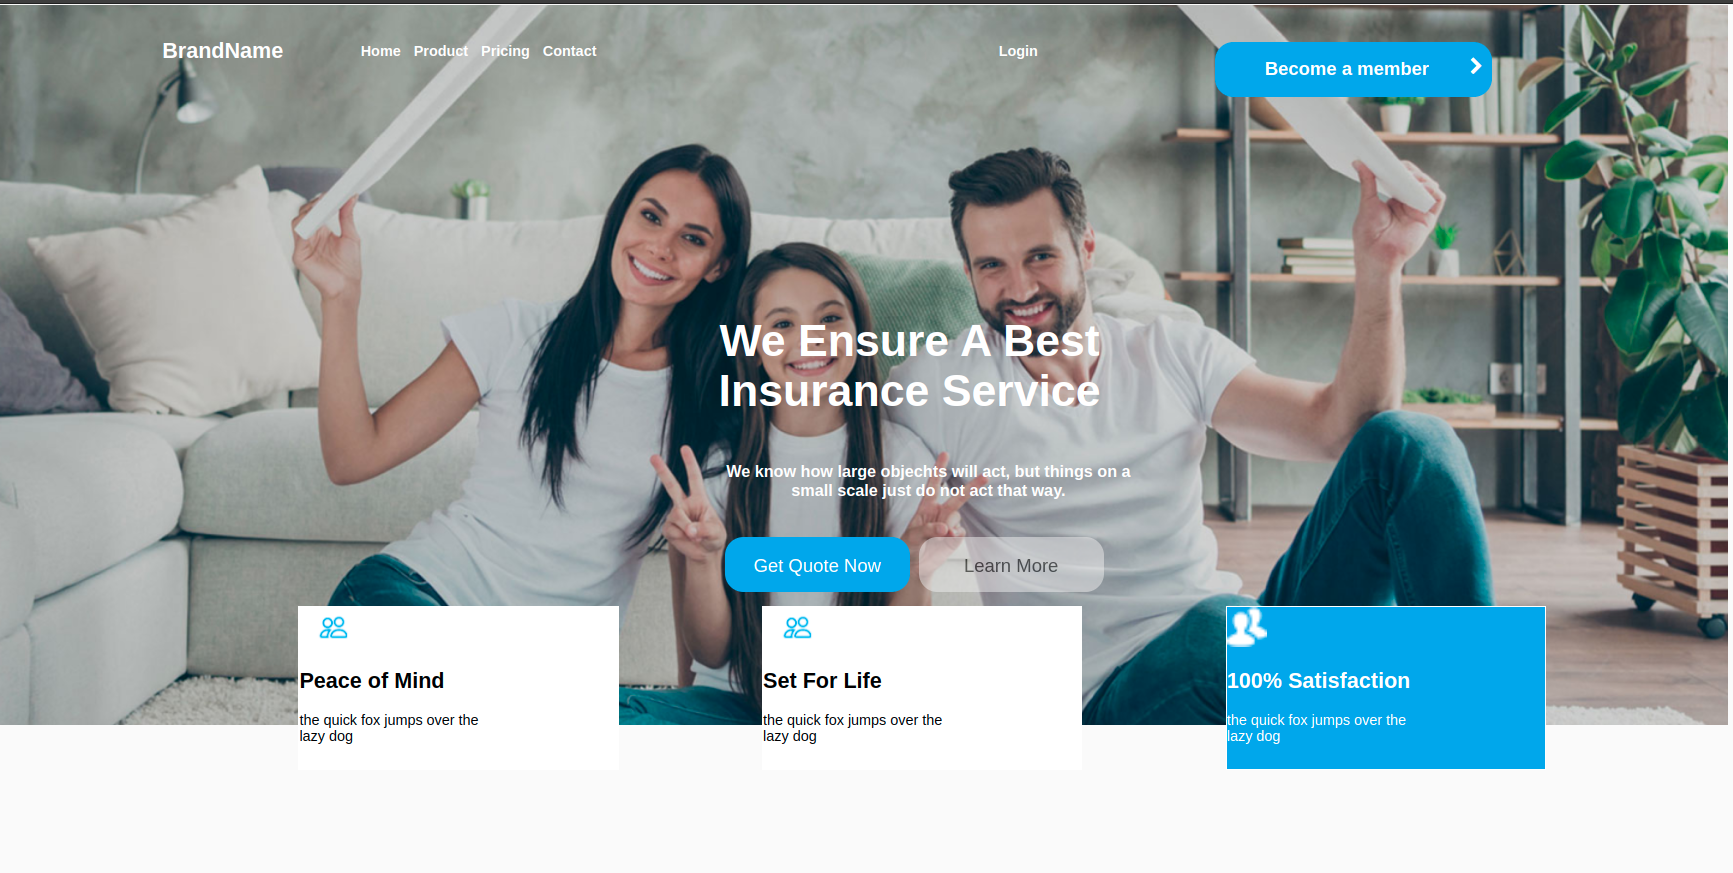 BrandName
Home Product Pricing Contact
Login
Become a member
We Ensure A Best
Insurance Service
We know how large objechts will act, but things on a
small scale just do not act that way.
Get Quote Now
Learn More
Peace of Mind
the quick fox jumps over the
lazy dog
Set For Life
the quick fox jumps over the
lazy dog
100% Satisfaction
the quick fox jumps over the
lazy dog